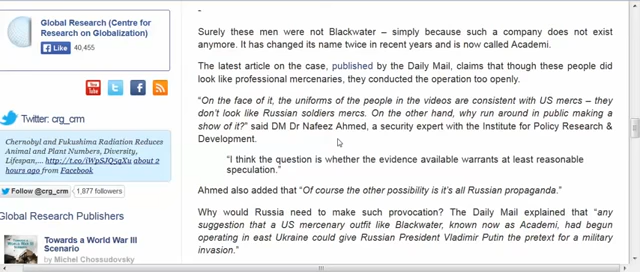 Global Research (Centre for
Research on Globalization)
Like 40,455
You Tube
Twitter: crg_crm
Chernobyl and Fukushima Radiation Reduces
Animal and Plant Numbers, Diversity,
Lifespan,... http://t.co/iWpSJQ5qXu about 2
hours ago from Facebook
Follow @crg_crm 1,877 followers
Global Research Publishers
Towards a World War III
Scenario
by Michel Chossudovsky
-
Surely these men were not Blackwater – simply because such a company does not exist
anymore. It has changed its name twice in recent years and is now called Academi.
The latest article on the case, published by the Daily Mail, claims that though these people did
look like professional mercenaries, they conducted the operation too openly.
“On the face of it, the uniforms of the people in the videos are consistent with US mercs – they
don’t look like Russian soldiers mercs. On the other hand, why run around in public making a
show of it?” said DM Dr Nafeez Ahmed, a security expert with the Institute for Policy Research &
Development.
“I think the question is whether the evidence available warrants at least reasonable
speculation.”
Ahmed also added that “Of course the other possibility is it’s all Russian propaganda.”
Why would Russia need to make such provocation? The Daily Mail explained that “any
suggestion that a US mercenary outfit like Blackwater, known now as Academi, had begun
operating in east Ukraine could give Russian President Vladimir Putin the pretext for a military
invasion.”